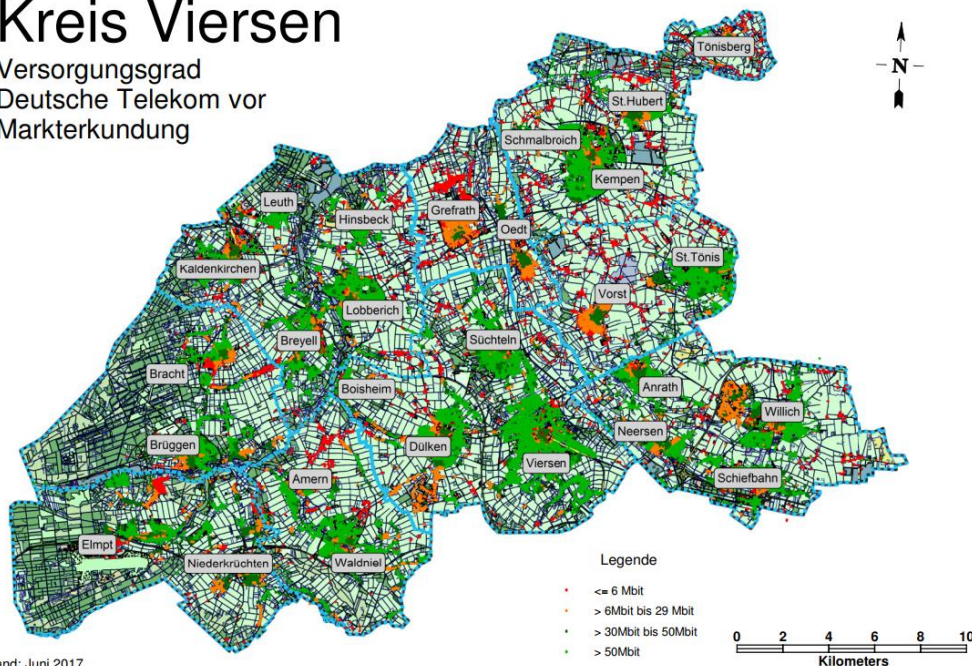 Kreis Viersen
Versorgungsgrad
Deutsche Telekom vor
Markterkundung
N
Tönisberg
St.Hubert
Schmalbroich
Kempen
Leuth
Hinsbeck
Grefrath
Oedt
St.Tönis
Kaldenkirchen
Vorst
Lobberich
Breyell
Süchteln
Bracht
Boisheim
Anrath
Willich
Neersen
Brüggen
Dülken
Viersen
Amern
Schiefbahn
Elmpt
Niederkrüchten
Waldniel
Legende
<= 6 Mbit
> 6Mbit bis 29 Mbit
> 30Mbit bis 50Mbit
> 50Mbit
0 2 4 6 8 10
Kilometers
and: Juni 2017